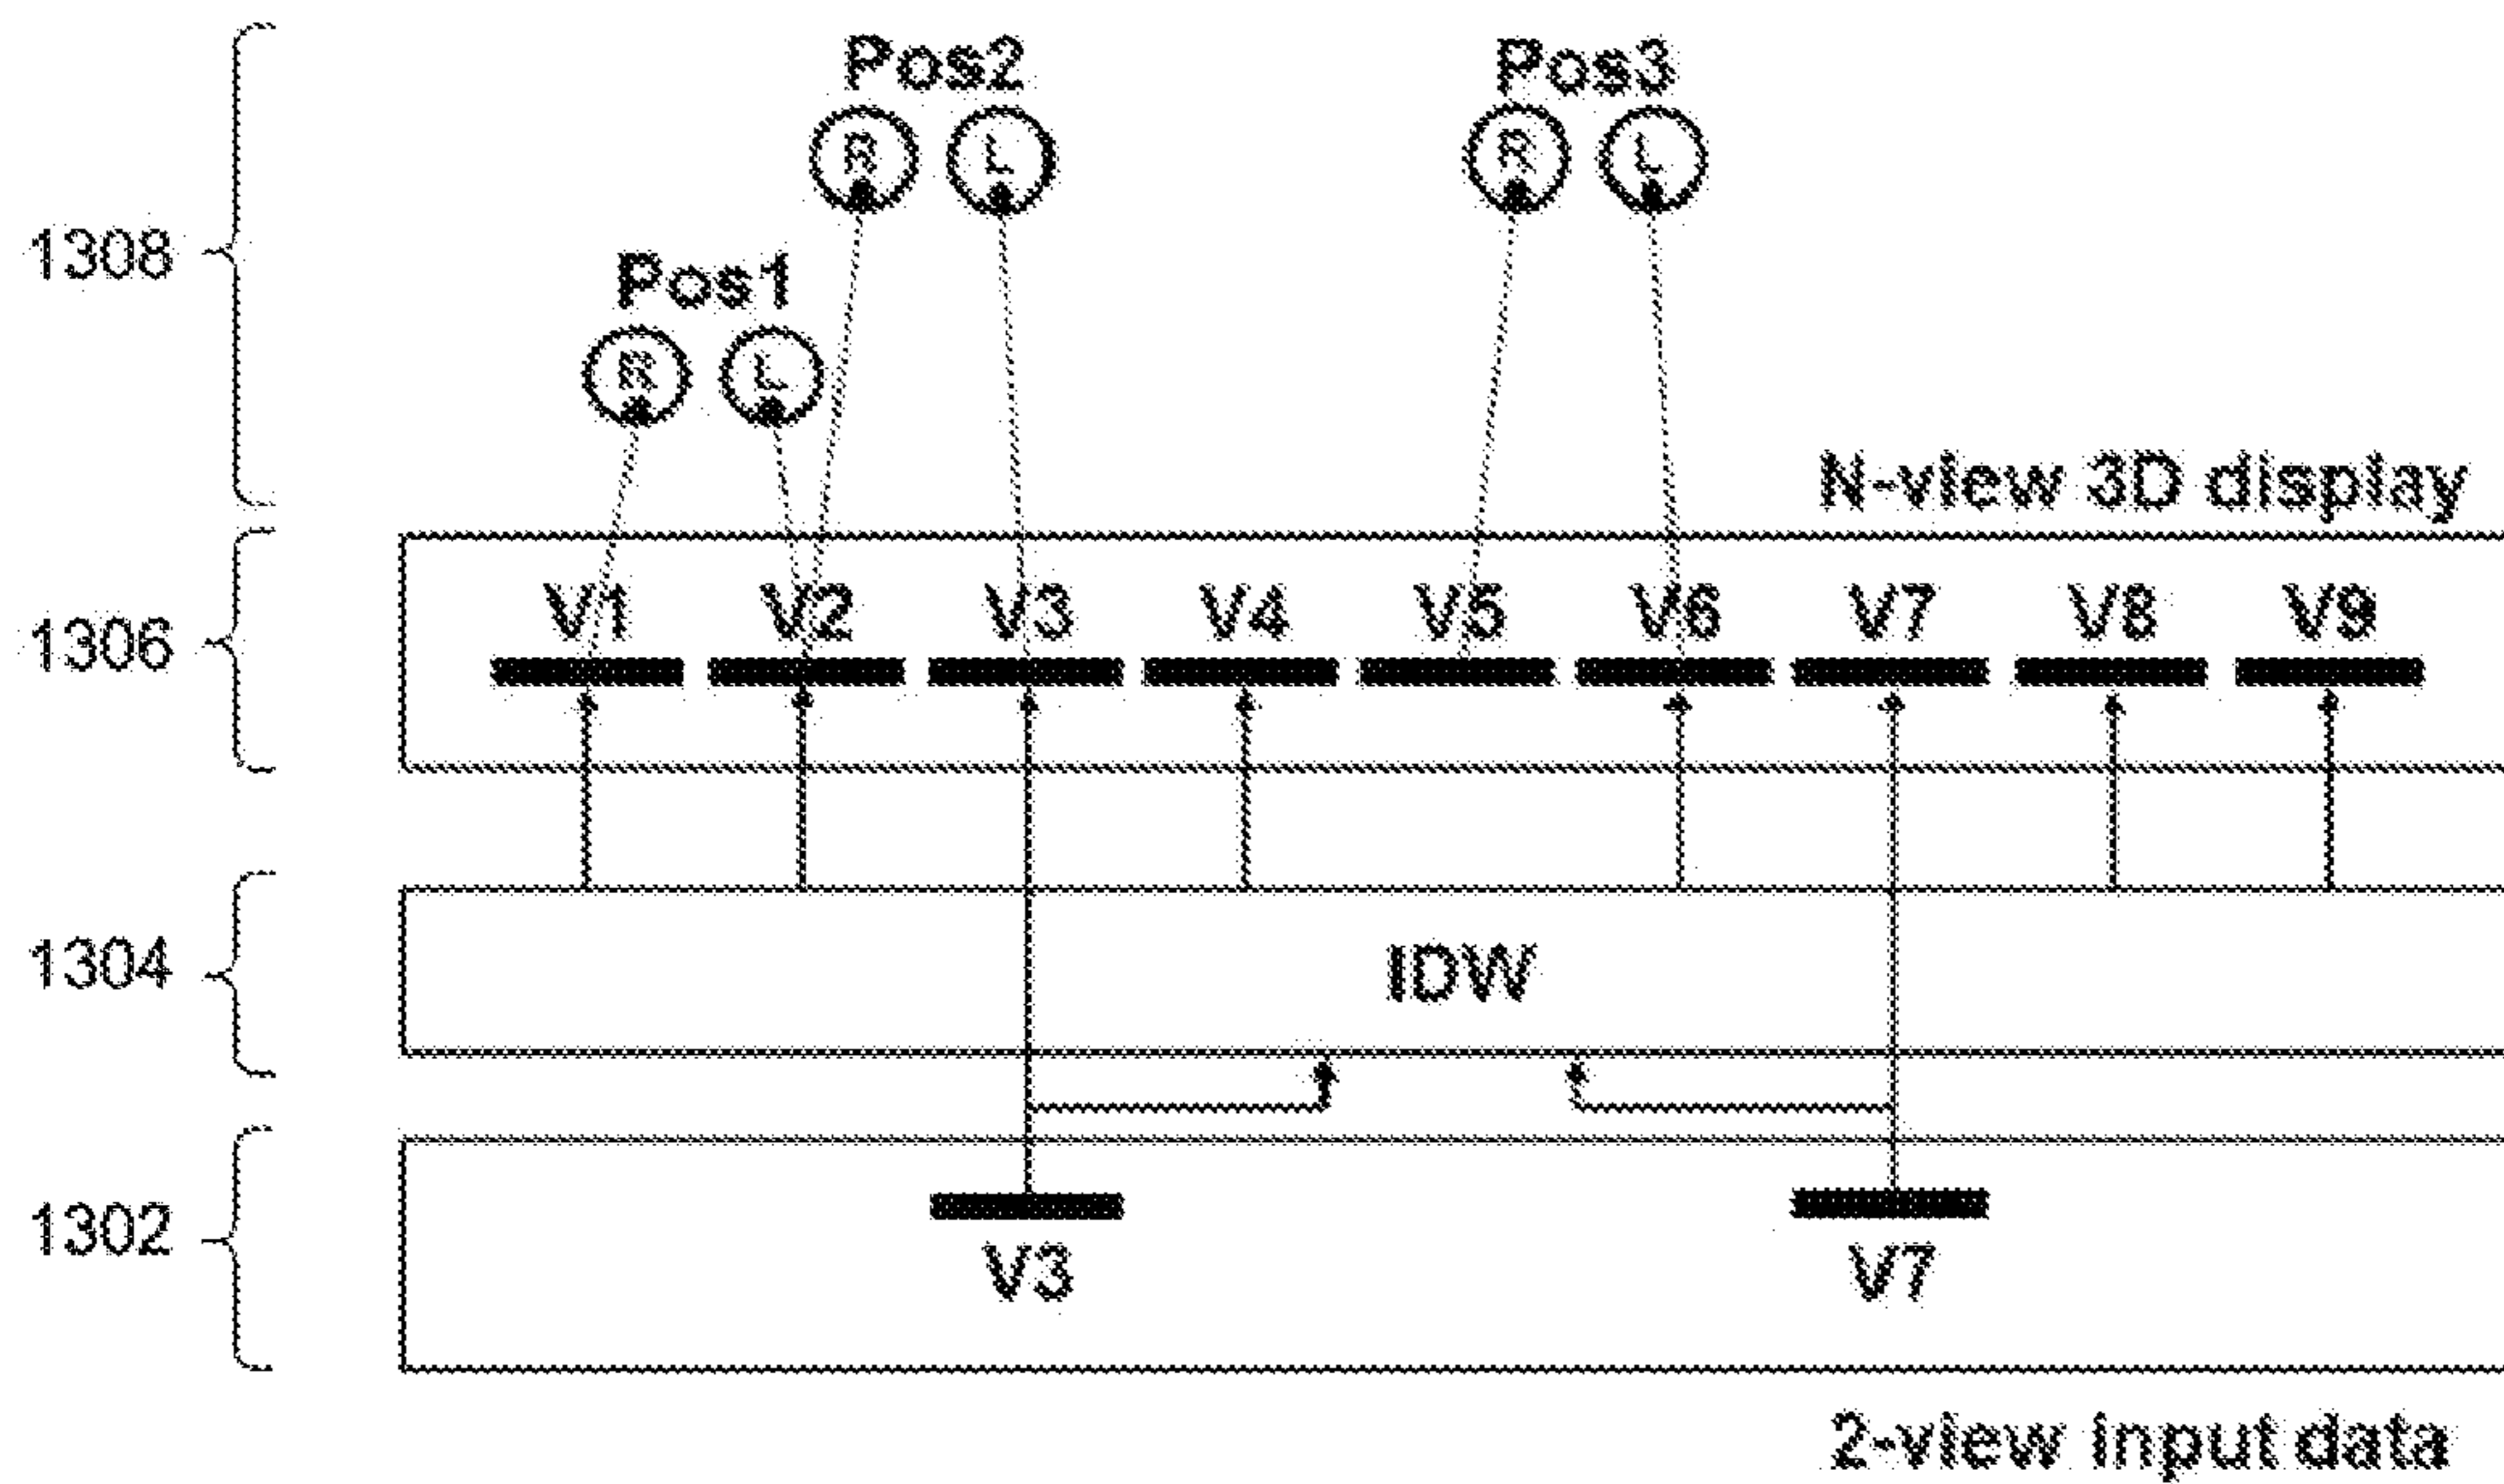 Pos2 Pos3
R L R L
1308
Pos1
R L
N-view 3D display
1306
V1 V2 V3 V4 V5 V6 V7 V8 V9
1304
IDW
1302
V3 V7
2-view input data